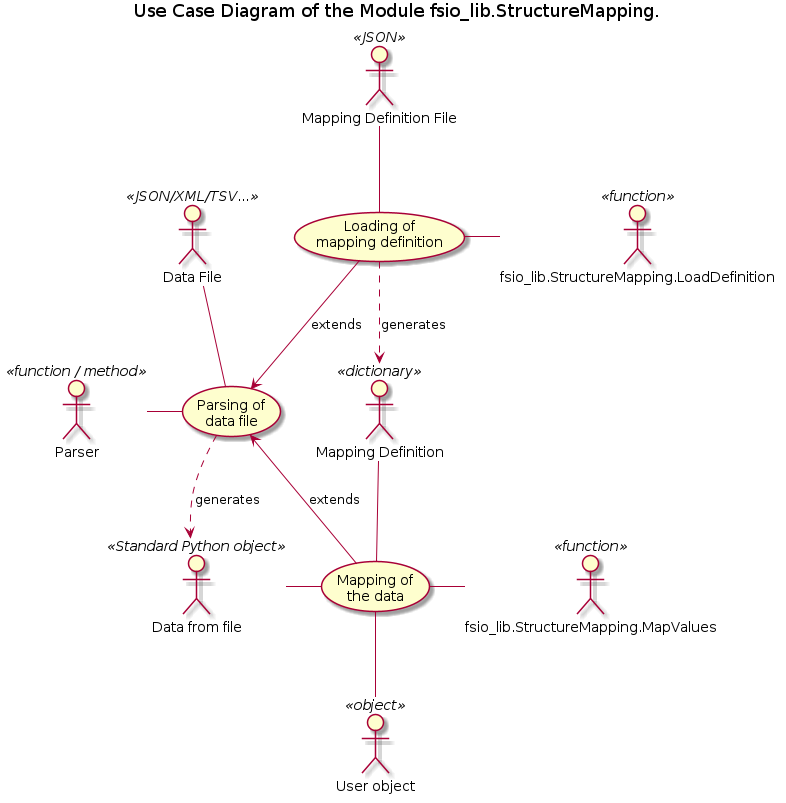 Use Case Diagram of the Module fsio_lib.StructureMapping.
«JSON»
Mapping Definition File
«JSON/XML/TSV...»
Data File
Loading of
mapping definition
«function»
fsio_lib.StructureMapping.LoadDefinition
extends
generates
«function / method»
Parser
Parsing of
data file
«dictionary»
Mapping Definition
generates
extends
«Standard Python object»
Data from file
Mapping of
the data
«function»
fsio_lib.StructureMapping.MapValues
«object»
User object